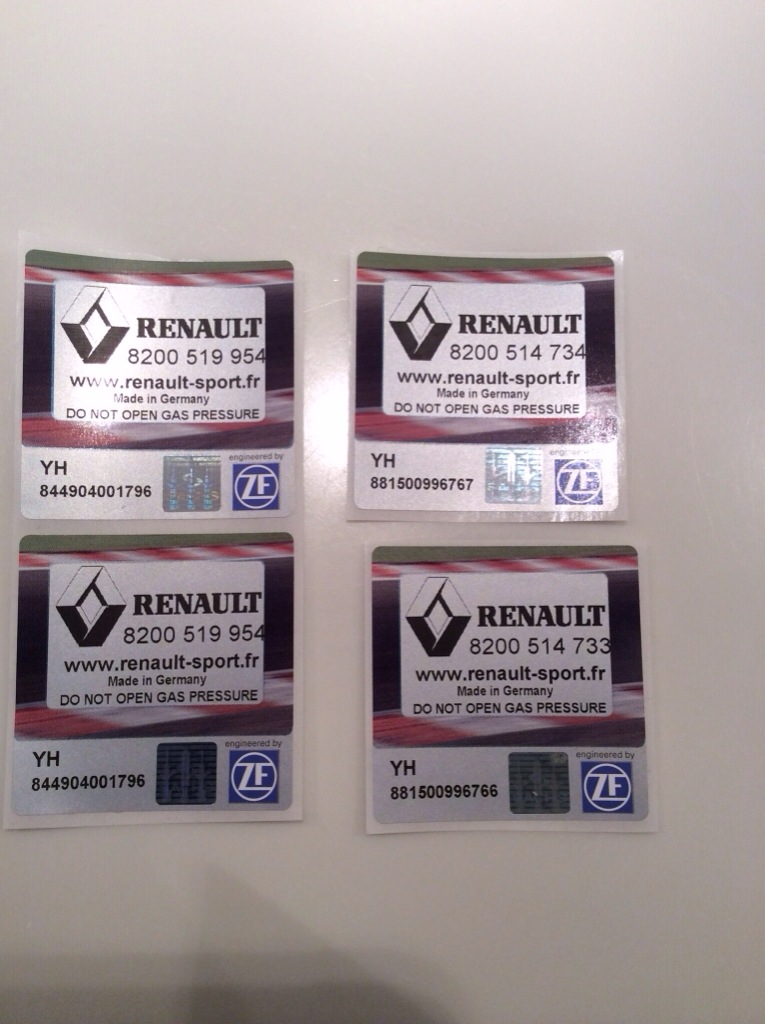 RENAULT
8200 519 954
www.renault-sport.fr
Made in Germany
DO NOT OPEN GAS PRESSURE
YH
844904001796
engineered by
ZF
RENAULT
8200 514 734
www.renault-sport.fr
Made in Germany
DO NOT OPEN GAS PRESSURE
YH
881500996767
engineered by
ZF
RENAULT
8200 519 954
www.renault-sport.fr
Made in Germany
DO NOT OPEN GAS PRESSURE
YH
844904001796
engineered by
ZF
RENAULT
8200 514 733
www.renault-sport.fr
Made in Germany
DO NOT OPEN GAS PRESSURE
YH
881500996766
engineered by
ZF